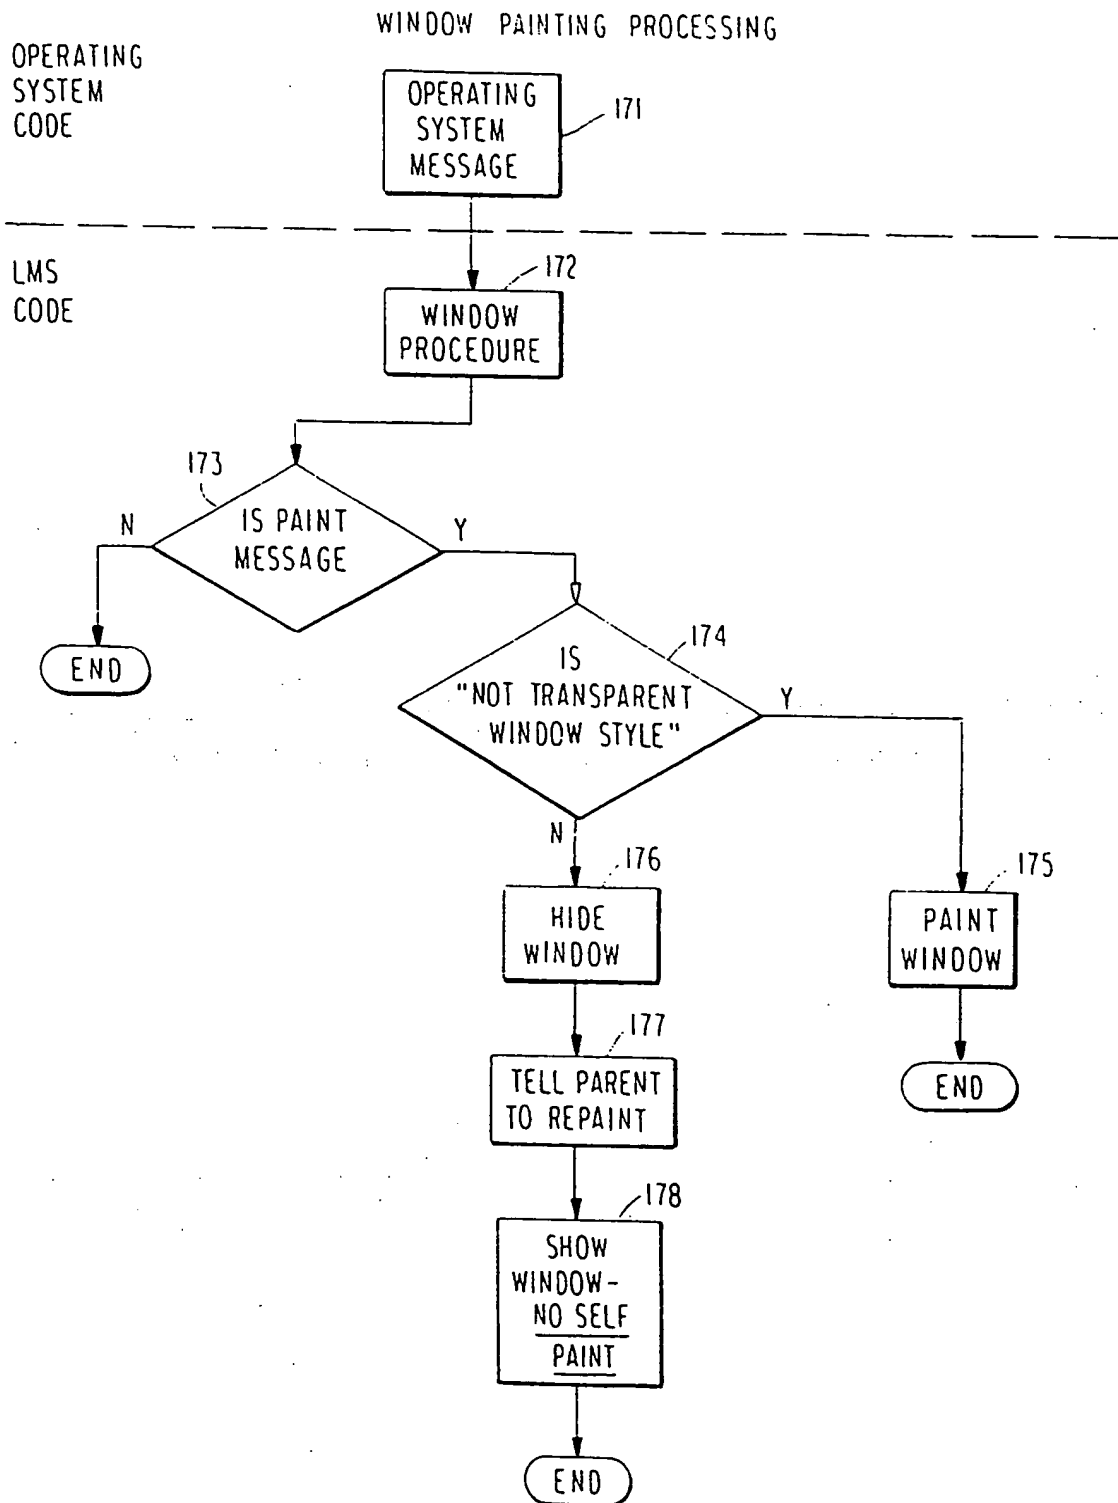 WINDOW PAINTING PROCESSING
OPERATING
SYSTEM
CODE
OPERATING
SYSTEM
MESSAGE
171
LMS
CODE
172
WINDOW
PROCEDURE
173
IS PAINT
MESSAGE
N
Y
END
174
IS
"NOT TRANSPARENT
WINDOW STYLE"
Y
N
176
HIDE
WINDOW
175
PAINT
WINDOW
177
TELL PARENT
TO REPAINT
END
178
SHOW
WINDOW-
NO SELF
PAINT
END